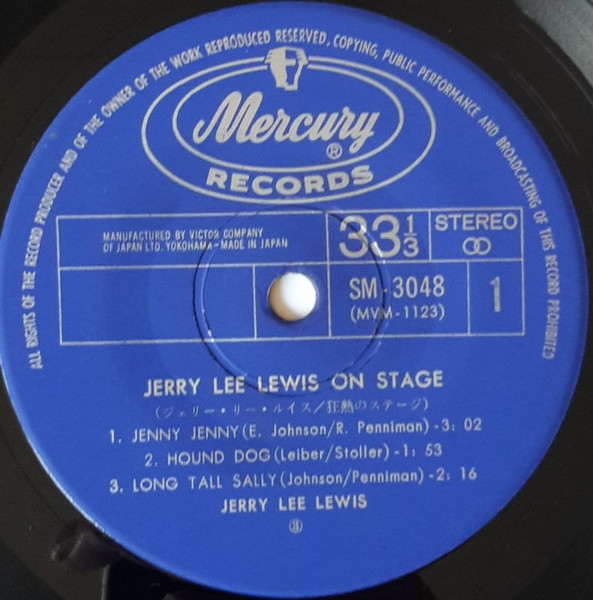 ALL RIGHTS OF THE RECORD PRODUCER AND OF THE OWNER OF THE WORK REPRODUCED RESERVED, COPYING, PUBLIC PERFORMANCE AND BROADCASTING OF THIS RECORD PROHIBITED
Mercury ®
RECORDS
MANUFACTURED BY VICTOR COMPANY
OF JAPAN LTD. YOKOHAMA–MADE IN JAPAN
33 1/3
STEREO
SM-3048
(MVM-1123)
1
JERRY LEE LEWIS ON STAGE
(ジェリー・リー・ルイス/狂熱のステージ)
1. JENNY JENNY (E. Johnson/R. Penniman)-3: 02
2. HOUND DOG (Leiber/Stoller)-1: 53
3. LONG TALL SALLY (Johnson/Penniman)-2: 16
JERRY LEE LEWIS